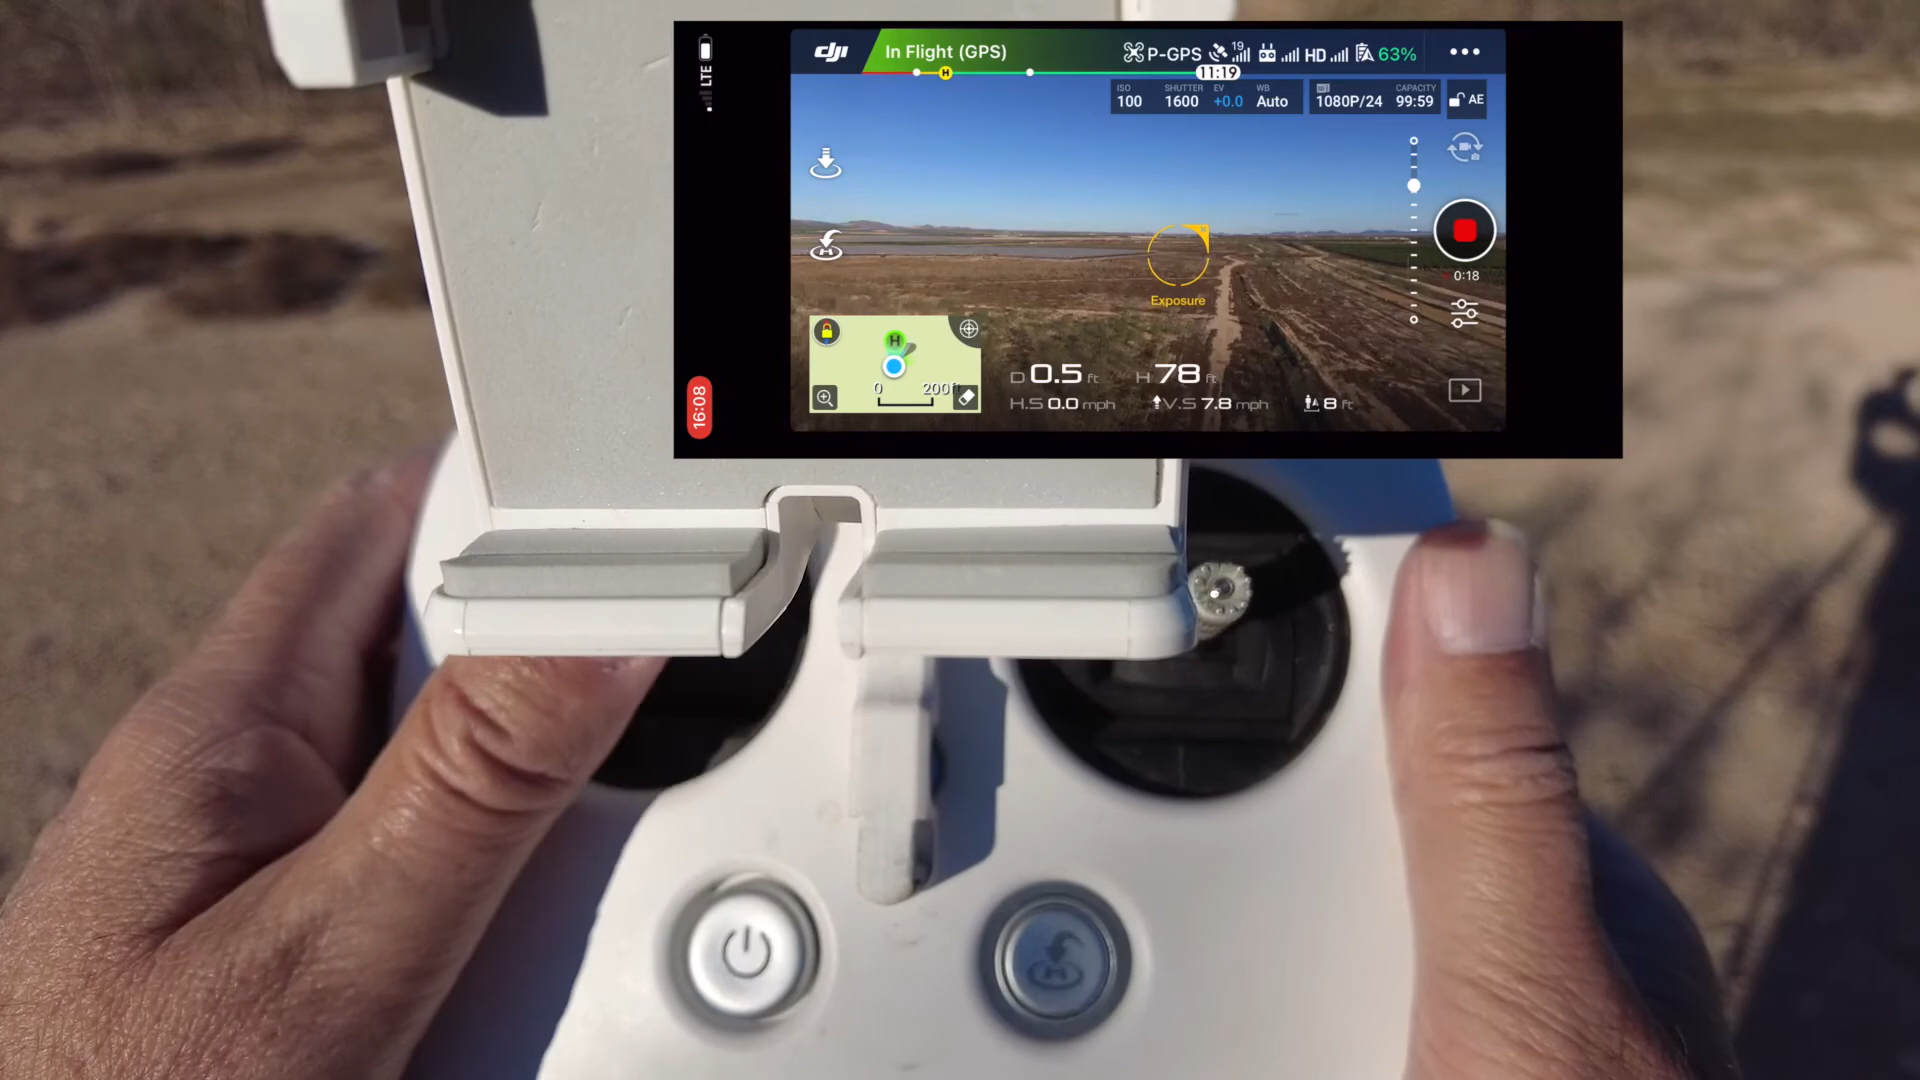 LTE
16:08
dji In Flight (GPS) P-GPS 19 HD 63%
H 11:19
ISO 100 SHUTTER 1600 EV +0.0 WB Auto 1080P/24 CAPACITY 99:59 AE
Exposure
0:18
H
H
0 200ft
D 0.5 ft H 78 ft
H.S 0.0 mph V.S 7.8 mph 8 ft